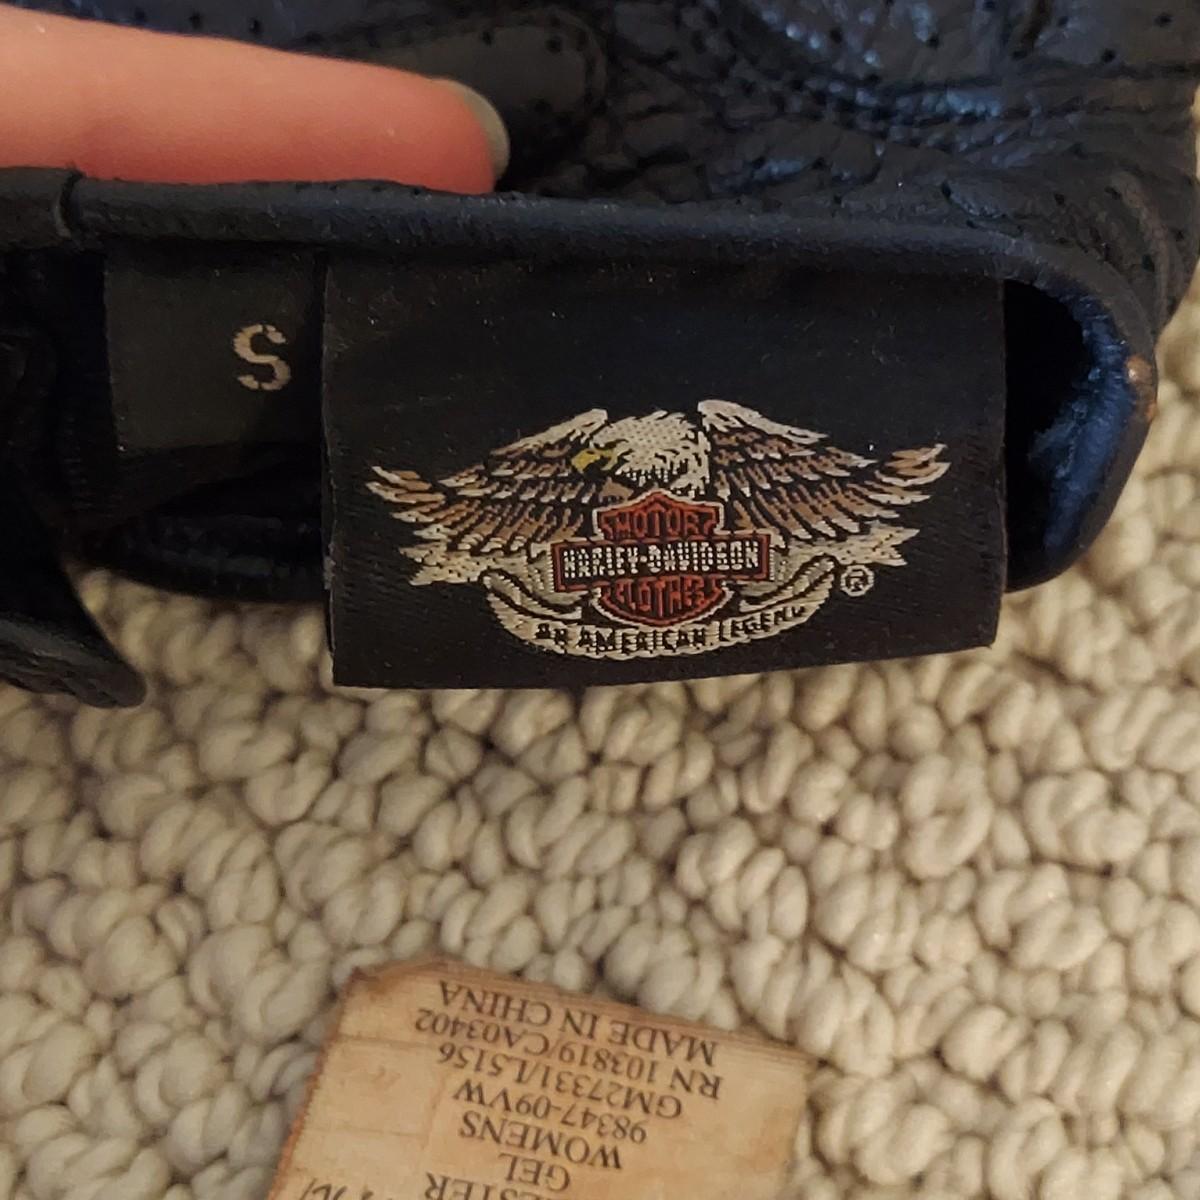 S
MOTOR
HARLEY-DAVIDSON
CLOTHES
®
AN AMERICAN LEGEND
ESTER
GEL
WOMENS
98347-09VW
GM27331/L5156
RN 103819/CA03402
MADE IN CHINA